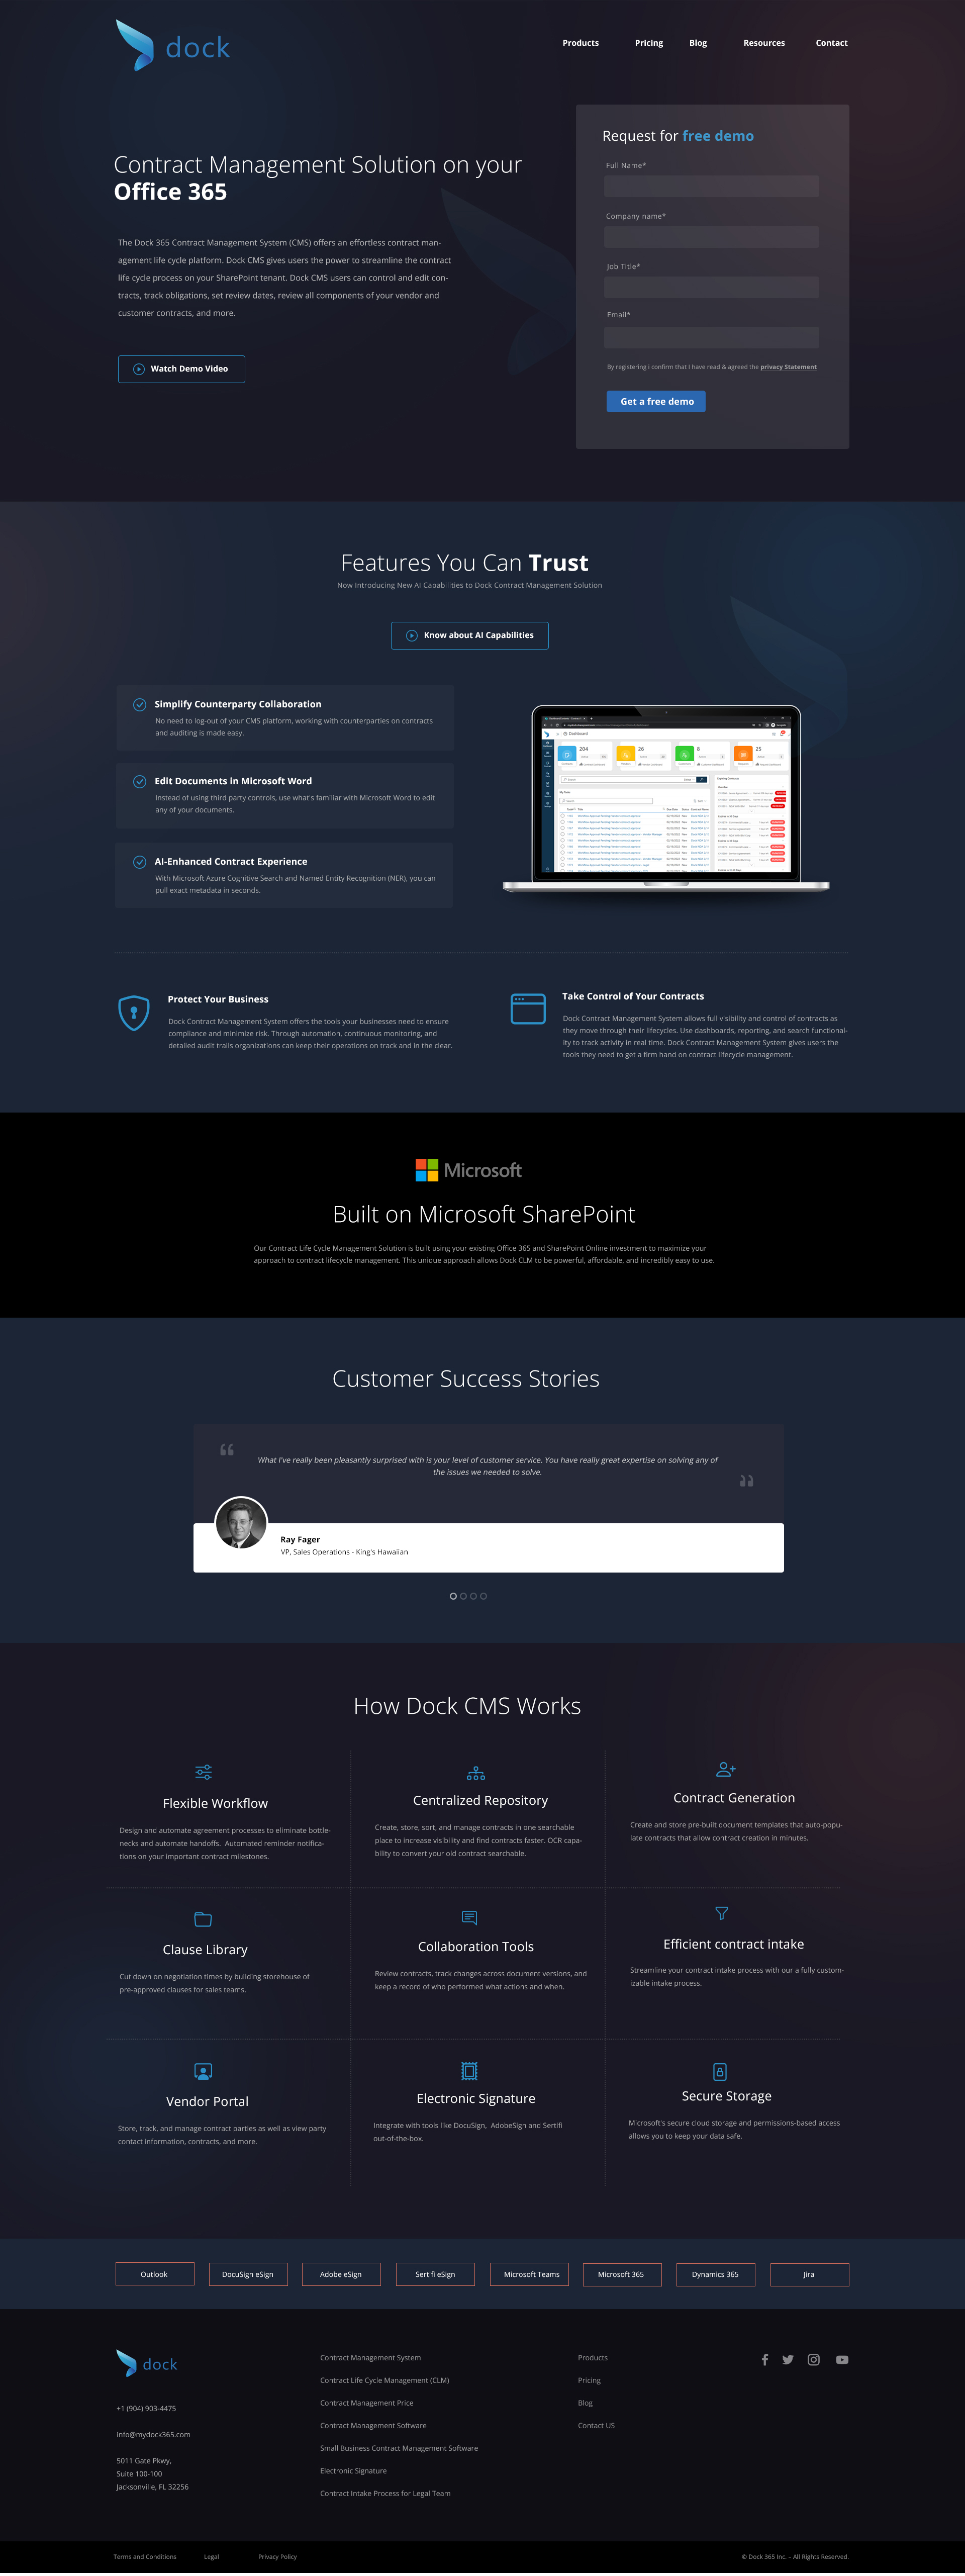 dock
Products Pricing Blog Resources Contact
Contract Management Solution on your
Office 365
The Dock 365 Contract Management System (CMS) offers an effortless contract man-
agement life cycle platform. Dock CMS gives users the power to streamline the contract
life cycle process on your SharePoint tenant. Dock CMS users can control and edit con-
tracts, track obligations, set review dates, review all components of your vendor and
customer contracts, and more.
Watch Demo Video
Request for free demo
Full Name*
Company name*
Job Title*
Email*
By registering i confirm that I have read & agreed the privacy Statement
Get a free demo
Features You Can Trust
Now Introducing New AI Capabilities to Dock Contract Management Solution
Know about AI Capabilities
Simplify Counterparty Collaboration
No need to log-out of your CMS platform, working with counterparties on contracts
and auditing is made easy.
Edit Documents in Microsoft Word
Instead of using third party controls, use what's familiar with Microsoft Word to edit
any of your documents.
AI-Enhanced Contract Experience
With Microsoft Azure Cognitive Search and Named Entity Recognition (NER), you can
pull exact metadata in seconds.
Dashboard
204
26
8
25
Protect Your Business
Dock Contract Management System offers the tools your businesses need to ensure
compliance and minimize risk. Through automation, continuous monitoring, and
detailed audit trails organizations can keep their operations on track and in the clear.
Take Control of Your Contracts
Dock Contract Management System allows full visibility and control of contracts as
they move through their lifecycles. Use dashboards, reporting, and search functional-
ity to track activity in real time. Dock Contract Management System gives users the
tools they need to get a firm hand on contract lifecycle management.
Microsoft
Built on Microsoft SharePoint
Our Contract Life Cycle Management Solution is built using your existing Office 365 and SharePoint Online investment to maximize your
approach to contract lifecycle management. This unique approach allows Dock CLM to be powerful, affordable, and incredibly easy to use.
Customer Success Stories
“
What I've really been pleasantly surprised with is your level of customer service. You have really great expertise on solving any of
the issues we needed to solve.
”
Ray Fager
VP, Sales Operations - King's Hawaiian
How Dock CMS Works
Flexible Workflow
Design and automate agreement processes to eliminate bottle-
necks and automate handoffs. Automated reminder notifica-
tions on your important contract milestones.
Centralized Repository
Create, store, sort, and manage contracts in one searchable
place to increase visibility and find contracts faster. OCR capa-
bility to convert your old contract searchable.
Contract Generation
Create and store pre-built document templates that auto-popu-
late contracts that allow contract creation in minutes.
Clause Library
Cut down on negotiation times by building storehouse of
pre-approved clauses for sales teams.
Collaboration Tools
Review contracts, track changes across document versions, and
keep a record of who performed what actions and when.
Efficient contract intake
Streamline your contract intake process with our a fully custom-
izable intake process.
Vendor Portal
Store, track, and manage contract parties as well as view party
contact information, contracts, and more.
Electronic Signature
Integrate with tools like DocuSign, AdobeSign and Sertifi
out-of-the-box.
Secure Storage
Microsoft's secure cloud storage and permissions-based access
allows you to keep your data safe.
Outlook DocuSign eSign Adobe eSign Sertifi eSign Microsoft Teams Microsoft 365 Dynamics 365 Jira
dock
+1 (904) 903-4475
info@mydock365.com
5011 Gate Pkwy,
Suite 100-100
Jacksonville, FL 32256
Contract Management System
Contract Life Cycle Management (CLM)
Contract Management Price
Contract Management Software
Small Business Contract Management Software
Electronic Signature
Contract Intake Process for Legal Team
Products
Pricing
Blog
Contact US
Terms and Conditions Legal Privacy Policy
© Dock 365 Inc. – All Rights Reserved.